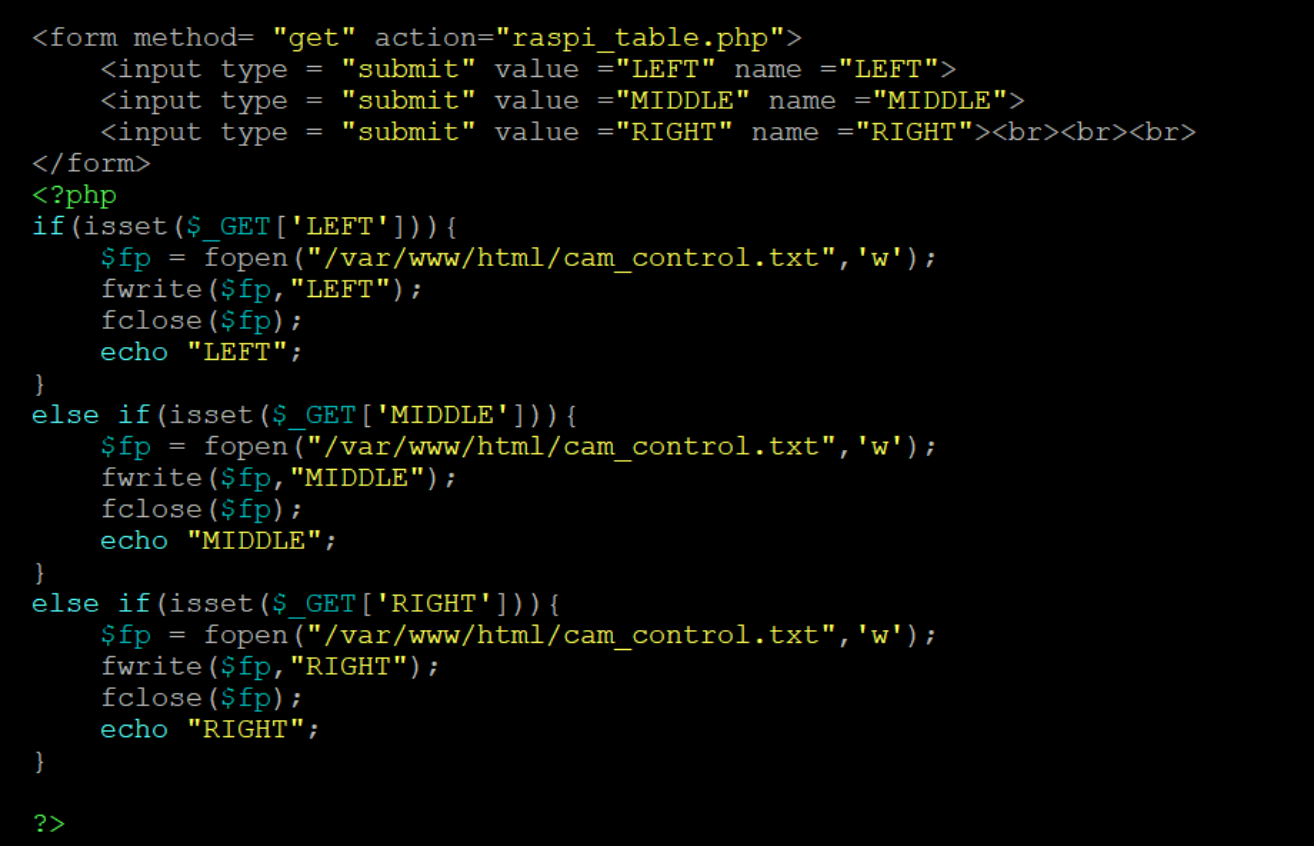 <form method= "get" action="raspi_table.php">
    <input type = "submit" value ="LEFT" name ="LEFT">
    <input type = "submit" value ="MIDDLE" name ="MIDDLE">
    <input type = "submit" value ="RIGHT" name ="RIGHT"><br><br><br>
</form>
<?php
if(isset($_GET['LEFT'])){
    $fp = fopen("/var/www/html/cam_control.txt",'w');
    fwrite($fp,"LEFT");
    fclose($fp);
    echo "LEFT";
}
else if(isset($_GET['MIDDLE'])){
    $fp = fopen("/var/www/html/cam_control.txt",'w');
    fwrite($fp,"MIDDLE");
    fclose($fp);
    echo "MIDDLE";
}
else if(isset($_GET['RIGHT'])){
    $fp = fopen("/var/www/html/cam_control.txt",'w');
    fwrite($fp,"RIGHT");
    fclose($fp);
    echo "RIGHT";
}

?>